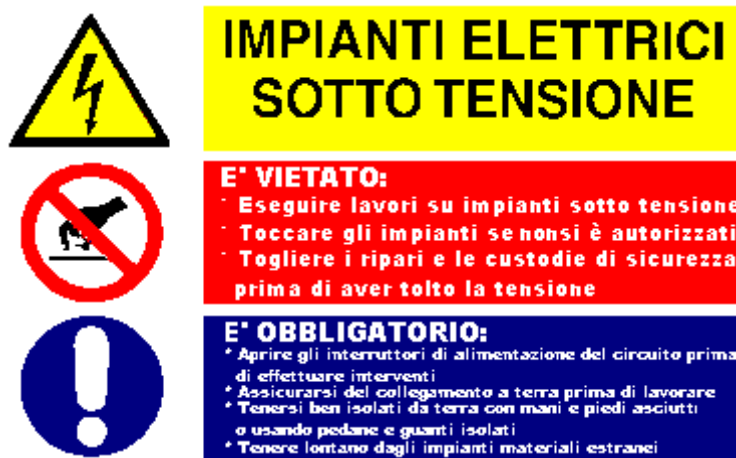 IMPIANTI ELETTRICI
SOTTO TENSIONE
E' VIETATO:
- Eseguire lavori su impianti sotto tensione
- Toccare gli impianti se non si è autorizzati
- Togliere i ripari e le custodie di sicurezza
prima di aver tolto la tensione
E' OBBLIGATORIO:
* Aprire gli interruttori di alimentazione del circuito prima
di effettuare interventi
* Assicurarsi del collegamento a terra prima di lavorare
* Tenersi ben isolati da terra con mani e piedi asciutti
o usando pedane e guanti isolati
* Tenere lontano dagli impianti materiali estranei